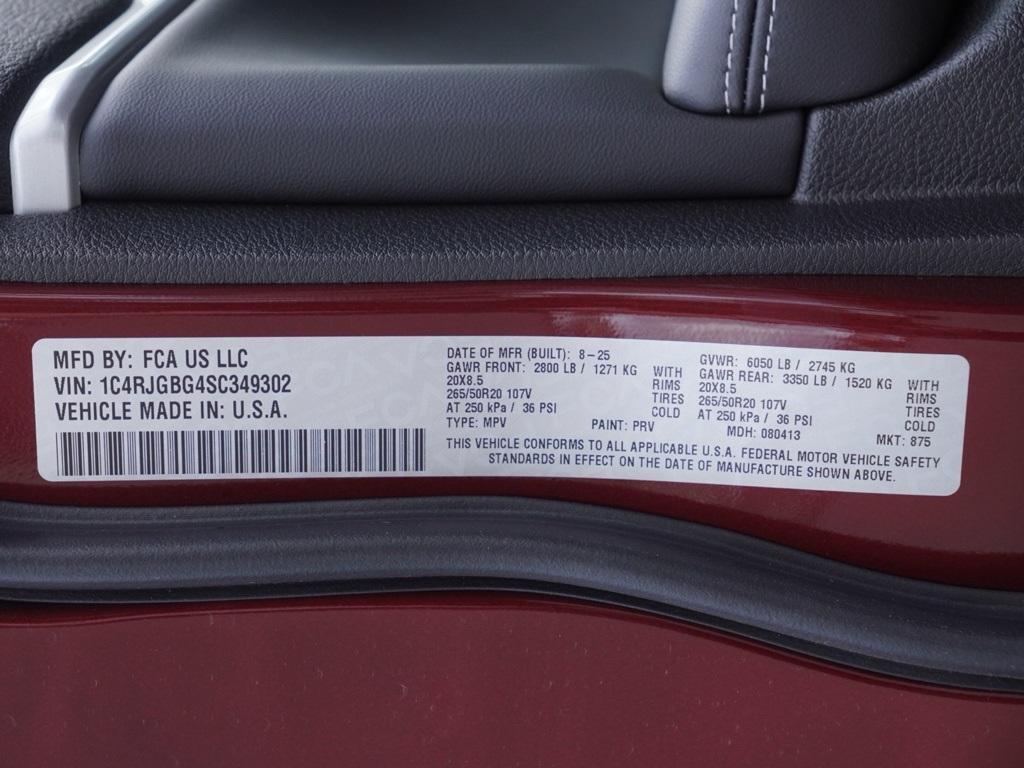 MFD BY: FCA US LLC
VIN: 1C4RJGBG4SC349302
VEHICLE MADE IN: U.S.A.
DATE OF MFR (BUILT): 8-25
GAWR FRONT: 2800 LB / 1271 KG WITH
20X8.5 RIMS
265/50R20 107V TIRES
AT 250 kPa / 36 PSI COLD
TYPE: MPV PAINT: PRV
GVWR: 6050 LB / 2745 KG
GAWR REAR: 3350 LB / 1520 KG WITH
20X8.5 RIMS
265/50R20 107V TIRES
AT 250 kPa / 36 PSI COLD
MDH: 080413 MKT: 875
THIS VEHICLE CONFORMS TO ALL APPLICABLE U.S.A. FEDERAL MOTOR VEHICLE SAFETY
STANDARDS IN EFFECT ON THE DATE OF MANUFACTURE SHOWN ABOVE.